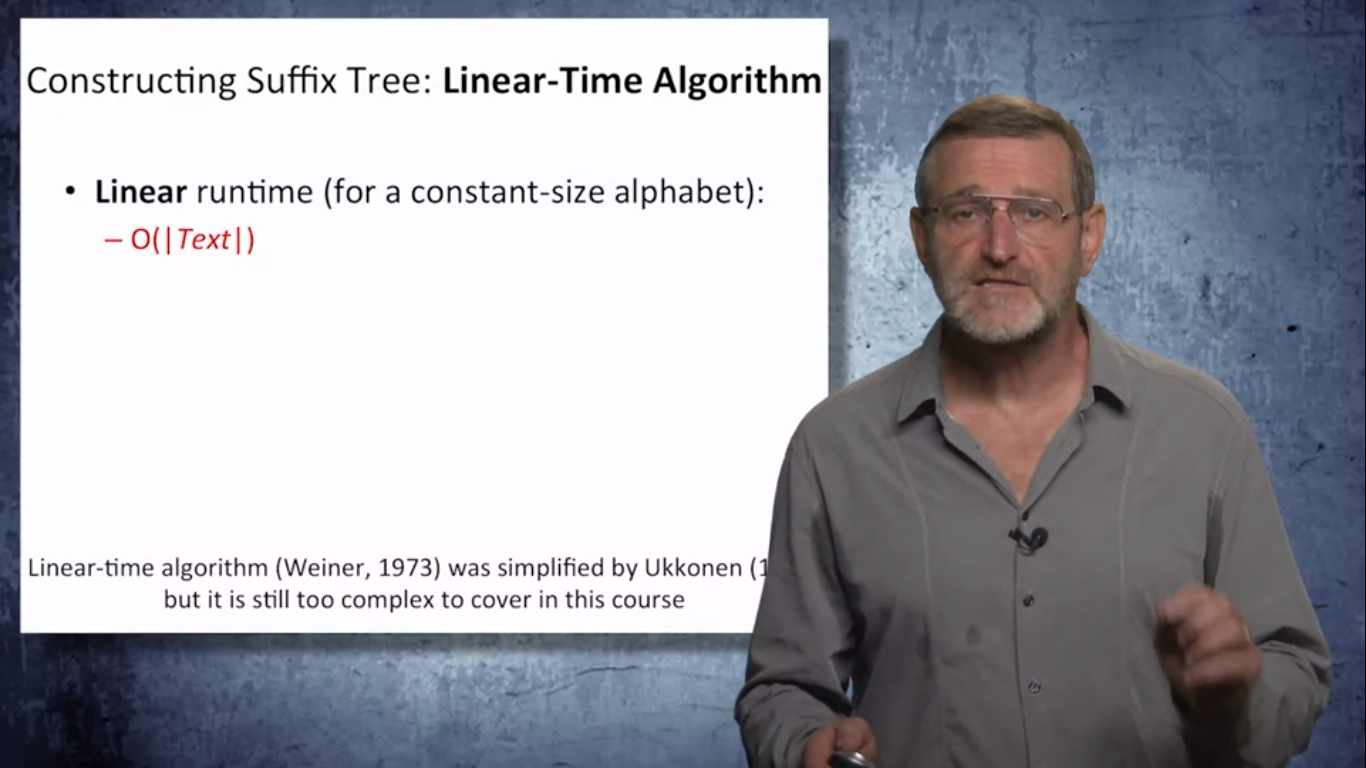 Constructing Suffix Tree: Linear-Time Algorithm
• Linear runtime (for a constant-size alphabet):
– O(|Text|)
Linear-time algorithm (Weiner, 1973) was simplified by Ukkonen (1
but it is still too complex to cover in this course